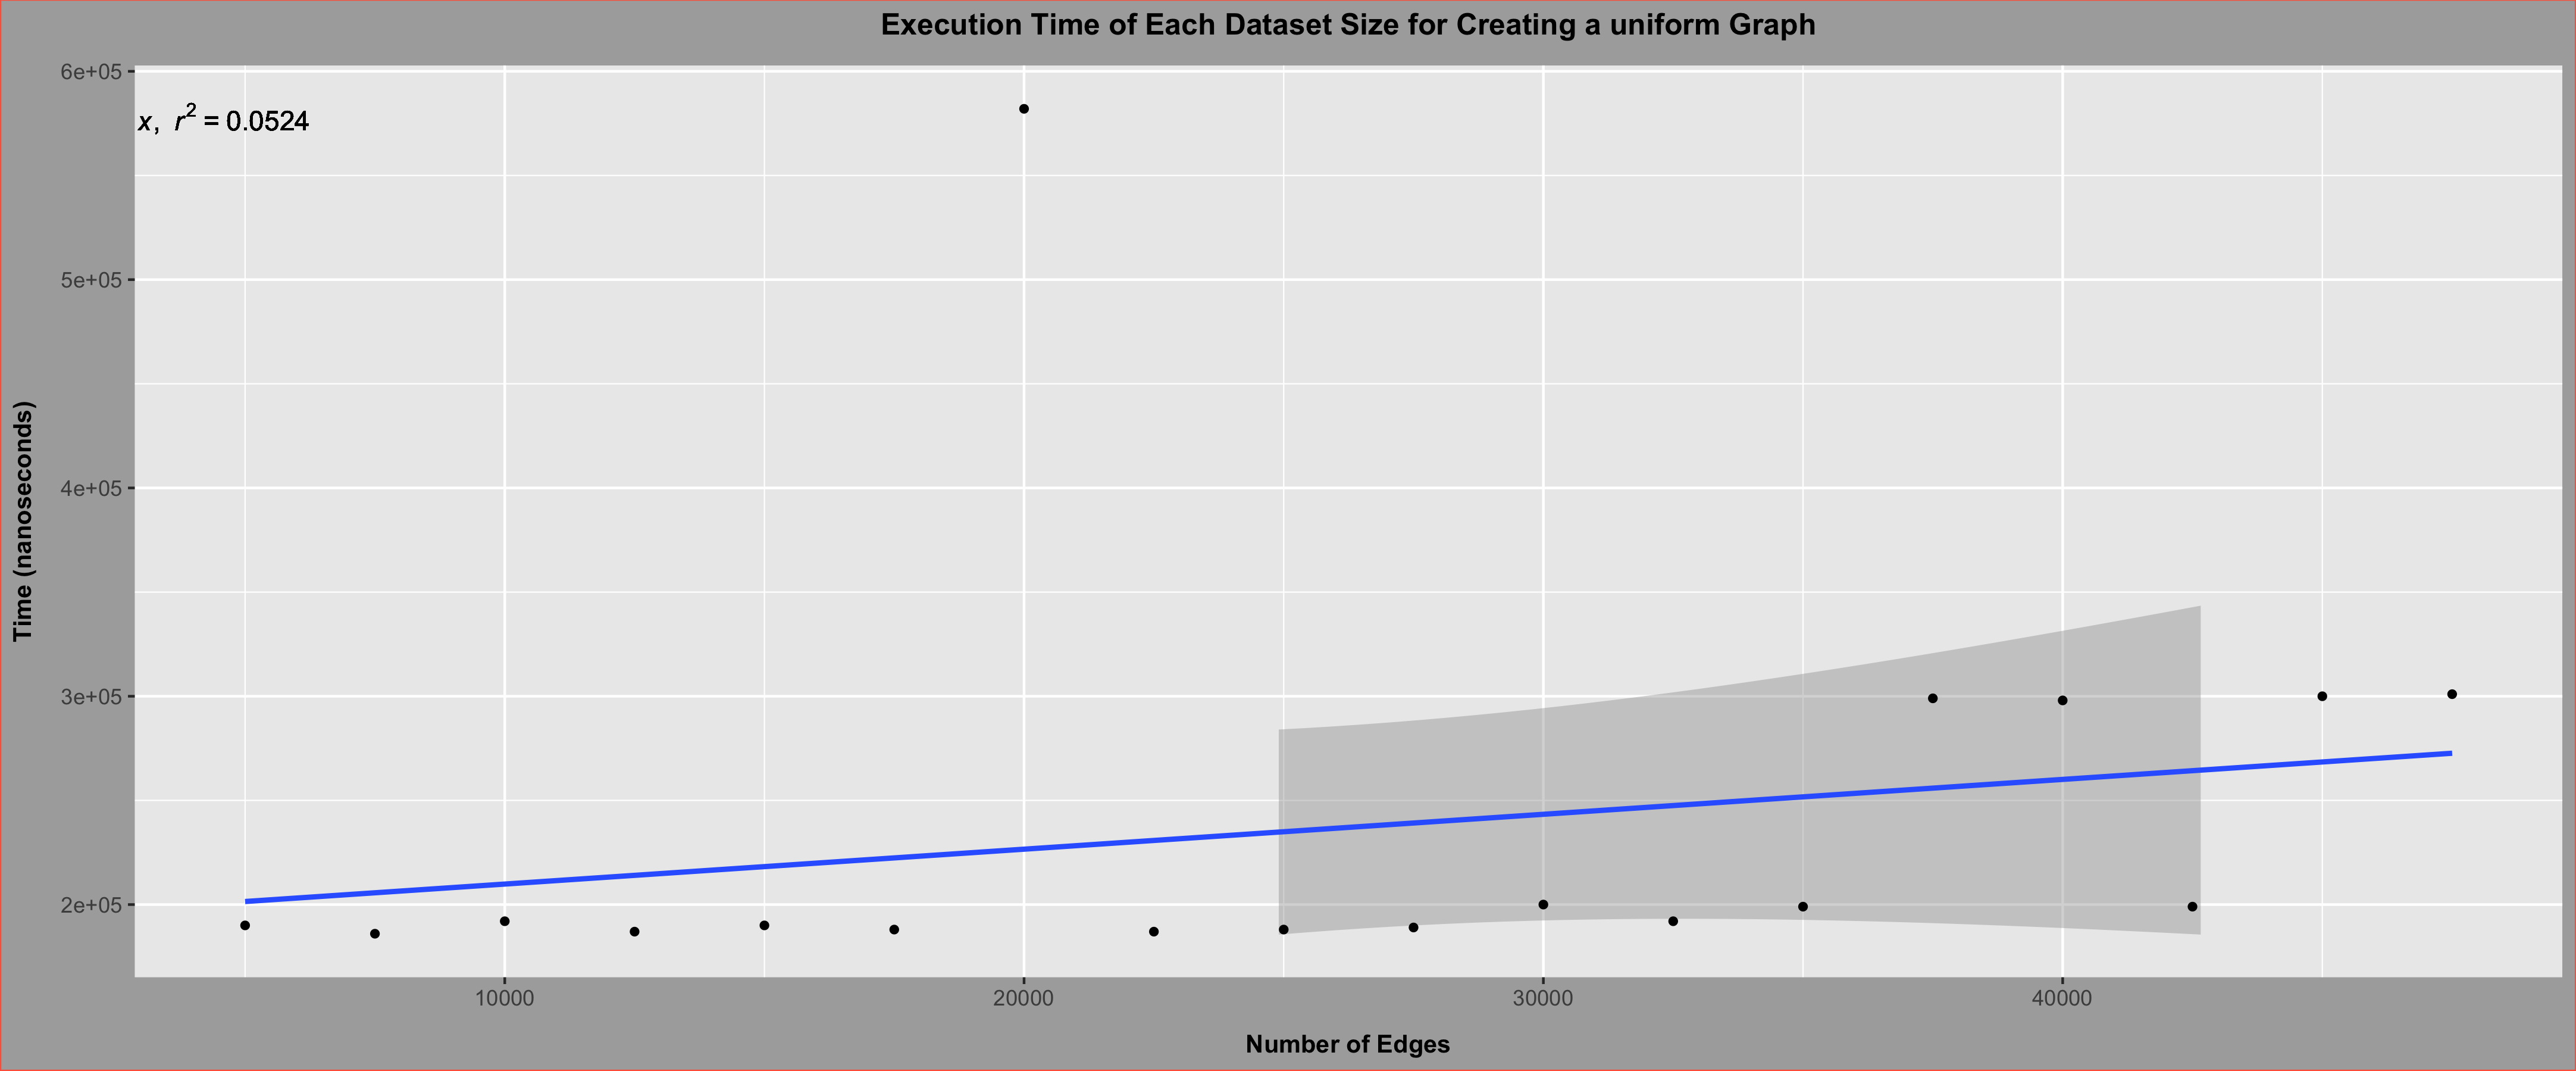 Execution Time of Each Dataset Size for Creating a uniform Graph
6e+05
x, r² = 0.0524
5e+05
4e+05
Time (nanoseconds)
3e+05
2e+05
10000 20000 30000 40000
Number of Edges